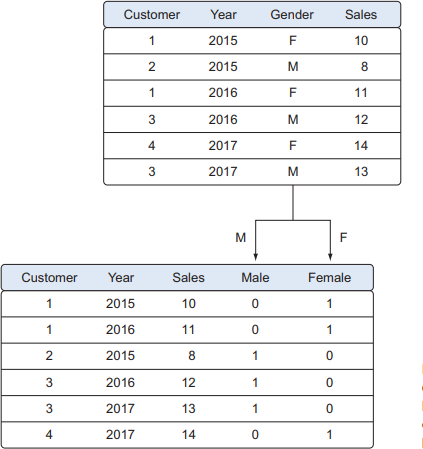 Customer Year Gender Sales
1 2015 F 10
2 2015 M 8
1 2016 F 11
3 2016 M 12
4 2017 F 14
3 2017 M 13
M F
Customer Year Sales Male Female
1 2015 10 0 1
1 2016 11 0 1
2 2015 8 1 0
3 2016 12 1 0
3 2017 13 1 0
4 2017 14 0 1